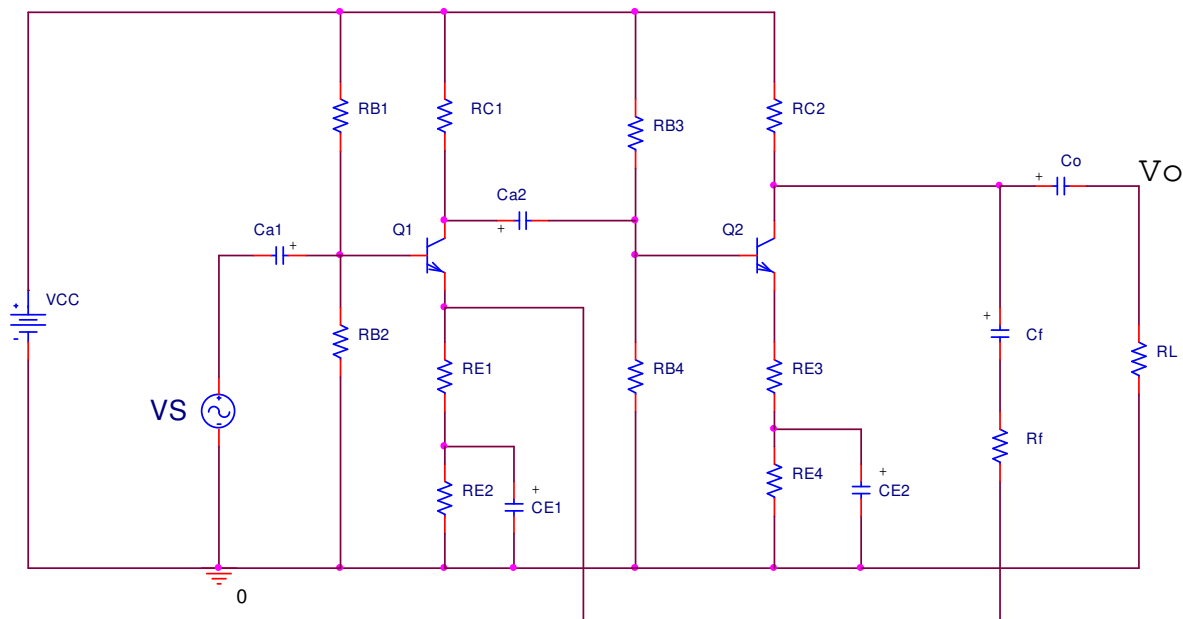 RB1
RC1
RB3
RC2
Co
Vo
Ca2
Ca1
Q1
Q2
VCC
RB2
Cf
RL
RE1
RB4
RE3
VS
Rf
RE2
CE1
RE4
CE2
0